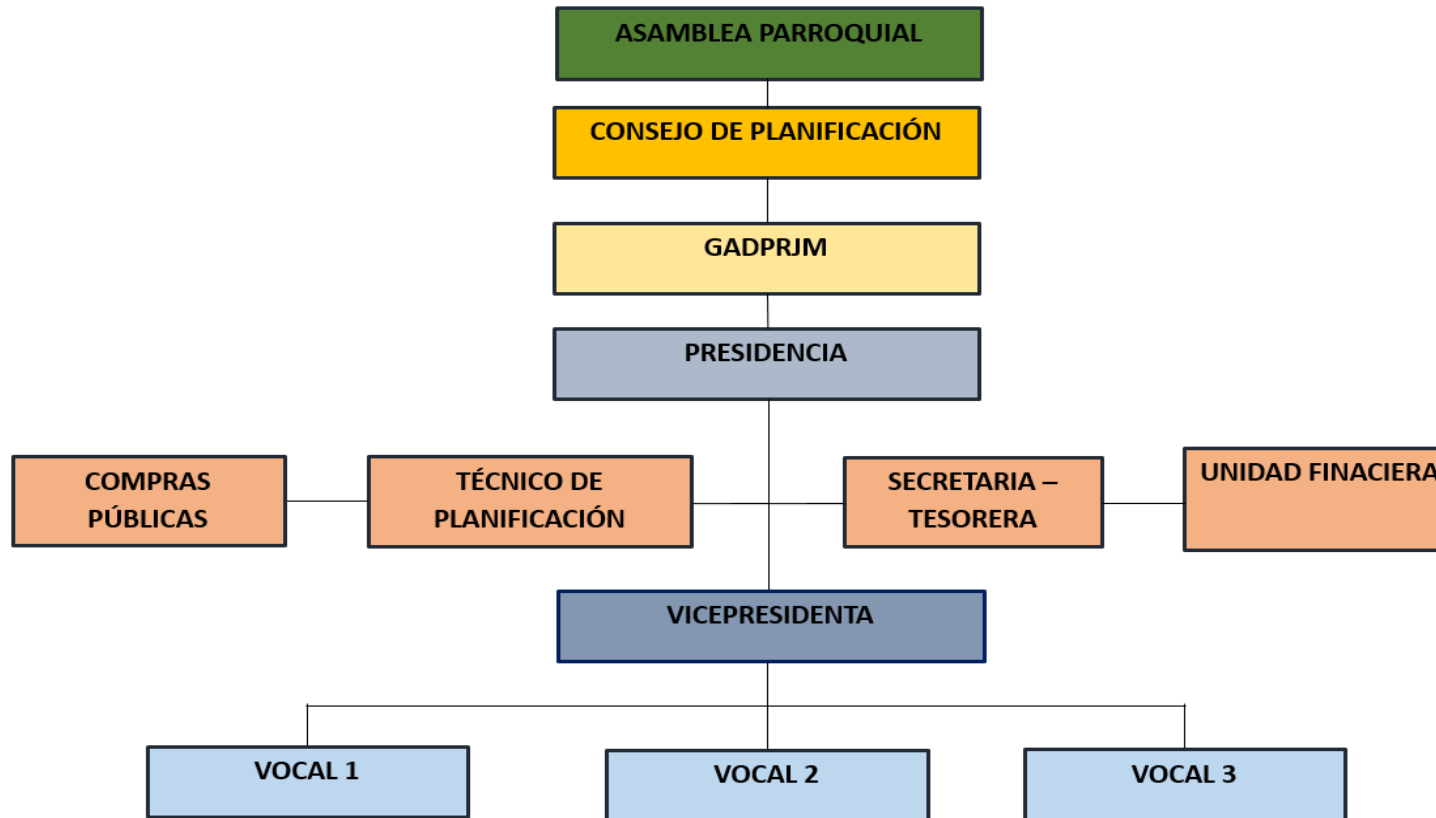 ASAMBLEA PARROQUIAL
CONSEJO DE PLANIFICACIÓN
GADPRJM
PRESIDENCIA
COMPRAS
PÚBLICAS
TÉCNICO DE
PLANIFICACIÓN
SECRETARIA –
TESORERA
UNIDAD FINACIERA
VICEPRESIDENTA
VOCAL 1
VOCAL 2
VOCAL 3